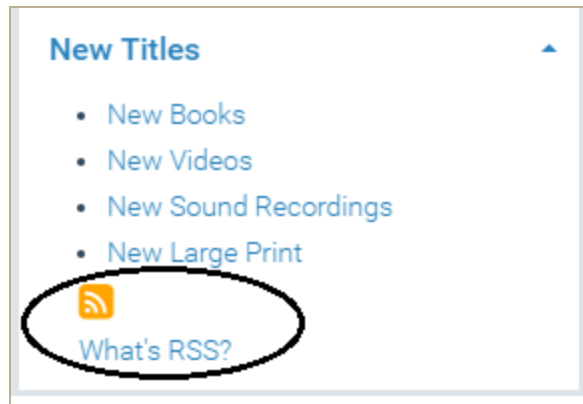 New Titles
New Books
New Videos
New Sound Recordings
New Large Print
What's RSS?